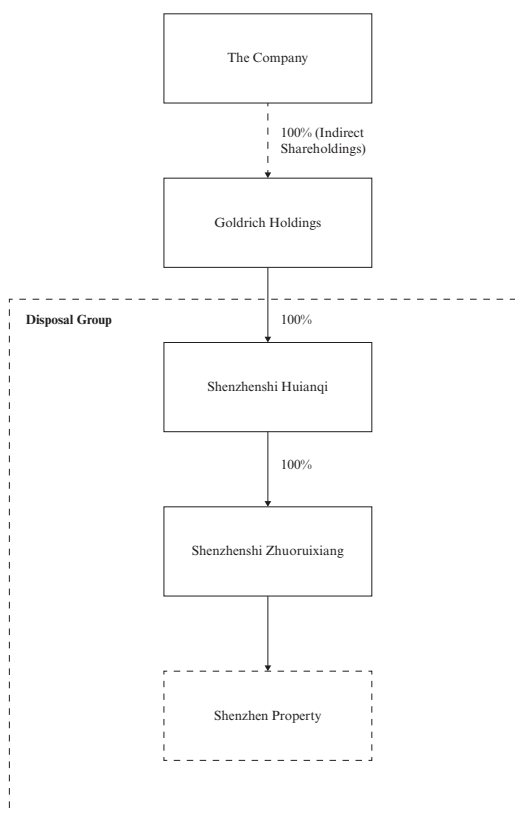 The Company
100% (Indirect
Shareholdings)
Goldrich Holdings
Disposal Group
100%
Shenzhenshi Huianqi
100%
Shenzhenshi Zhuoruixiang
Shenzhen Property